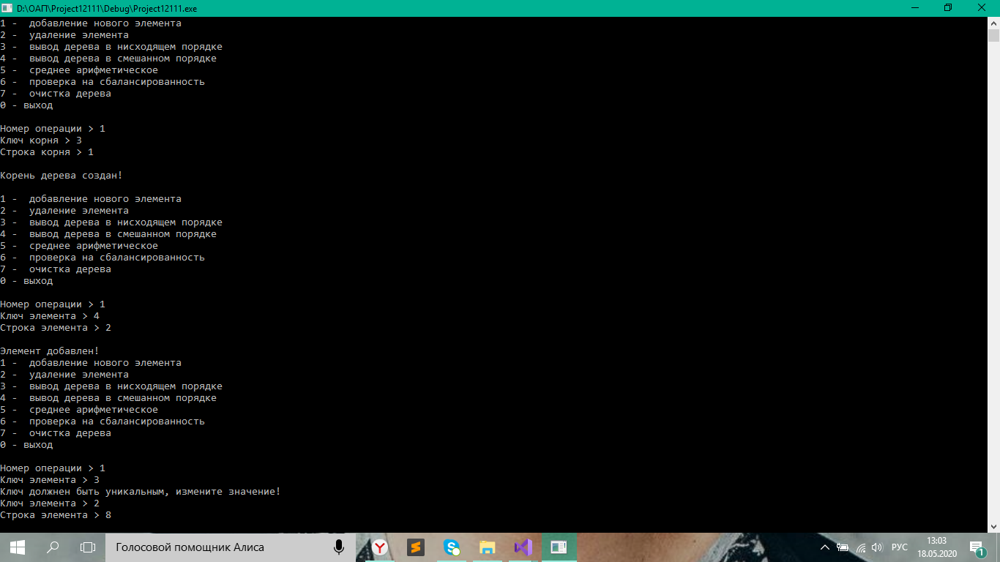 D:\ОАП\Project12111\Debug\Project12111.exe
1 -  добавление нового элемента
2 -  удаление элемента
3 -  вывод дерева в нисходящем порядке
4 -  вывод дерева в смешанном порядке
5 -  среднее арифметическое
6 -  проверка на сбалансированность
7 -  очистка дерева
0 - выход
Номер операции > 1
Ключ корня > 3
Строка корня > 1
Корень дерева создан!
1 -  добавление нового элемента
2 -  удаление элемента
3 -  вывод дерева в нисходящем порядке
4 -  вывод дерева в смешанном порядке
5 -  среднее арифметическое
6 -  проверка на сбалансированность
7 -  очистка дерева
0 - выход
Номер операции > 1
Ключ элемента > 4
Строка элемента > 2
Элемент добавлен!
1 -  добавление нового элемента
2 -  удаление элемента
3 -  вывод дерева в нисходящем порядке
4 -  вывод дерева в смешанном порядке
5 -  среднее арифметическое
6 -  проверка на сбалансированность
7 -  очистка дерева
0 - выход
Номер операции > 1
Ключ элемента > 3
Ключ должен быть уникальным, измените значение!
Ключ элемента > 2
Строка элемента > 8
Голосовой помощник Алиса
РУС
13:03
18.05.2020
1